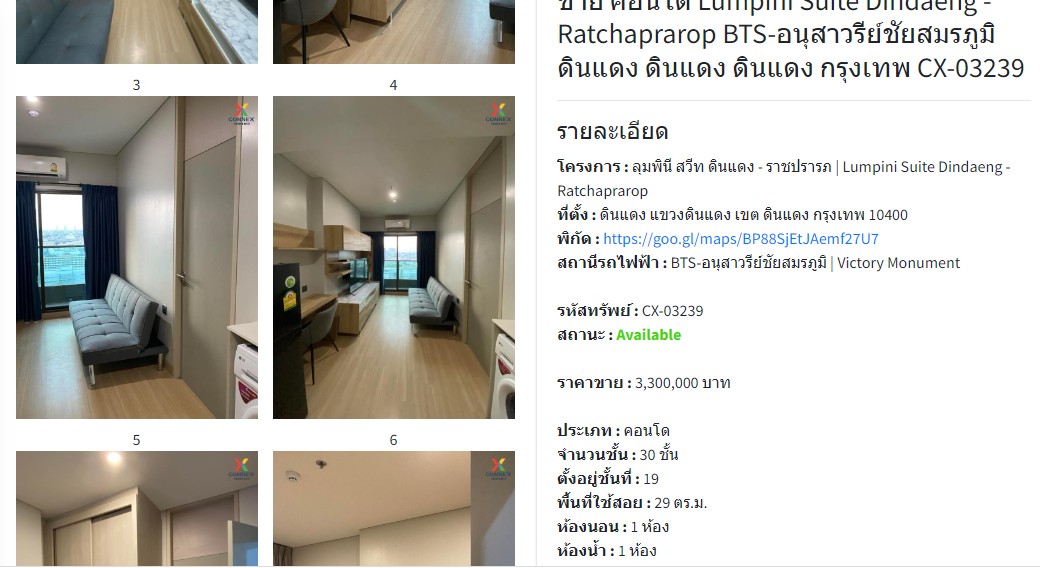 ขาย คอนโด Lumpini Suite Dindaeng -
Ratchaprarop BTS-อนุสาวรีย์ชัยสมรภูมิ
ดินแดง ดินแดง ดินแดง กรุงเทพ CX-03239
รายละเอียด
โครงการ : ลุมพินี สวีท ดินแดง - ราชปรารภ | Lumpini Suite Dindaeng -
Ratchaprarop
ที่ตั้ง : ดินแดง แขวงดินแดง เขต ดินแดง กรุงเทพ 10400
พิกัด : https://goo.gl/maps/BP88SjEtJAemf27U7
สถานีรถไฟฟ้า : BTS-อนุสาวรีย์ชัยสมรภูมิ | Victory Monument
รหัสทรัพย์ : CX-03239
สถานะ : Available
ราคาขาย : 3,300,000 บาท
ประเภท : คอนโด
จำนวนชั้น : 30 ชั้น
ตั้งอยู่ชั้นที่ : 19
พื้นที่ใช้สอย : 29 ตร.ม.
ห้องนอน : 1 ห้อง
ห้องน้ำ : 1 ห้อง
3
4
CONNEX
CONNEX
5
6
CONNEX
CONNEX